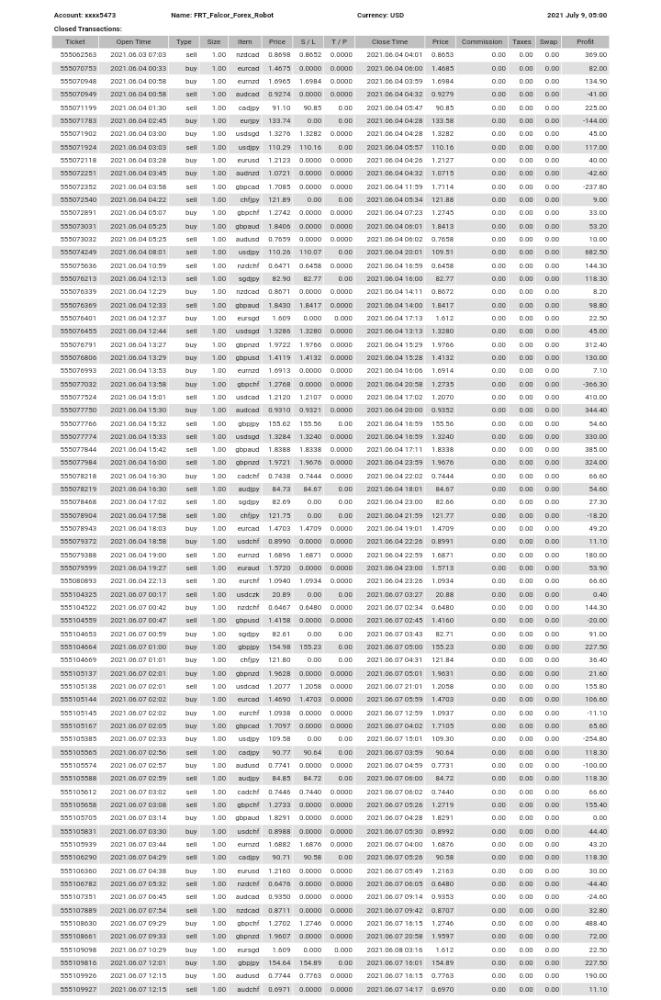 Account: xxxx5473 Name: FRT_Falcor_Forex_Robot Currency: USD 2021 July 9, 05:00
Closed Transactions:
Ticket Open Time Type Size Item Price S / L T / P Close Time Price Commission Taxes Swap Profit
555062563 2021.06.03 07:03 sell 1.00 nzdcad 0.8698 0.8652 0.0000 2021.06.04 04:01 0.8653 0.00 0.00 0.00 369.00
555070753 2021.06.04 00:33 buy 1.00 eurcad 1.4675 0.0000 0.0000 2021.06.04 06:00 1.4685 0.00 0.00 0.00 82.00
555070948 2021.06.04 00:58 buy 1.00 eurnzd 1.6965 1.6984 0.0000 2021.06.04 03:59 1.6984 0.00 0.00 0.00 134.90
555070949 2021.06.04 00:58 sell 1.00 audcad 0.9274 0.0000 0.0000 2021.06.04 04:32 0.9279 0.00 0.00 0.00 -41.00
555071199 2021.06.04 01:30 sell 1.00 cadjpy 91.10 90.85 0.00 2021.06.04 05:47 90.85 0.00 0.00 0.00 225.00
555071783 2021.06.04 02:45 buy 1.00 eurjpy 133.74 0.00 0.00 2021.06.04 04:28 133.58 0.00 0.00 0.00 -144.00
555071902 2021.06.04 03:00 buy 1.00 usdsgd 1.3276 1.3282 0.0000 2021.06.04 04:28 1.3282 0.00 0.00 0.00 45.00
555071924 2021.06.04 03:03 sell 1.00 usdjpy 110.29 110.16 0.00 2021.06.04 05:57 110.16 0.00 0.00 0.00 117.00
555072118 2021.06.04 03:28 buy 1.00 eurusd 1.2123 0.0000 0.0000 2021.06.04 04:26 1.2127 0.00 0.00 0.00 40.00
555072251 2021.06.04 03:45 buy 1.00 audnzd 1.0721 0.0000 0.0000 2021.06.04 04:32 1.0715 0.00 0.00 0.00 -42.60
555072352 2021.06.04 03:58 sell 1.00 gbpcad 1.7085 0.0000 0.0000 2021.06.04 11:59 1.7114 0.00 0.00 0.00 -237.80
555072540 2021.06.04 04:22 sell 1.00 chfjpy 121.89 0.00 0.00 2021.06.04 05:34 121.88 0.00 0.00 0.00 9.00
555072891 2021.06.04 05:07 buy 1.00 gbpchf 1.2742 0.0000 0.0000 2021.06.04 07:23 1.2745 0.00 0.00 0.00 33.00
555073031 2021.06.04 05:25 buy 1.00 gbpaud 1.8406 0.0000 0.0000 2021.06.04 06:01 1.8413 0.00 0.00 0.00 53.20
555073032 2021.06.04 05:25 sell 1.00 audusd 0.7659 0.0000 0.0000 2021.06.04 06:02 0.7658 0.00 0.00 0.00 10.00
555074249 2021.06.04 08:01 sell 1.00 usdjpy 110.26 110.07 0.00 2021.06.04 20:01 109.51 0.00 0.00 0.00 682.50
555075636 2021.06.04 10:59 sell 1.00 nzdchf 0.6471 0.6458 0.0000 2021.06.04 16:59 0.6458 0.00 0.00 0.00 144.30
555076213 2021.06.04 12:13 sell 1.00 sgdjpy 82.90 82.77 0.00 2021.06.04 16:00 82.77 0.00 0.00 0.00 118.30
555076339 2021.06.04 12:29 buy 1.00 nzdcad 0.8671 0.0000 0.0000 2021.06.04 14:11 0.8672 0.00 0.00 0.00 8.20
555076369 2021.06.04 12:33 sell 1.00 gbpaud 1.8430 1.8417 0.0000 2021.06.04 14:00 1.8417 0.00 0.00 0.00 98.80
555076401 2021.06.04 12:37 buy 1.00 eursgd 1.609 0.000 0.000 2021.06.04 17:13 1.612 0.00 0.00 0.00 22.50
555076455 2021.06.04 12:44 sell 1.00 usdsgd 1.3286 1.3280 0.0000 2021.06.04 13:13 1.3280 0.00 0.00 0.00 45.00
555076791 2021.06.04 13:27 buy 1.00 gbpnzd 1.9722 1.9766 0.0000 2021.06.04 15:29 1.9766 0.00 0.00 0.00 312.40
555076806 2021.06.04 13:29 buy 1.00 gbpusd 1.4119 1.4132 0.0000 2021.06.04 15:28 1.4132 0.00 0.00 0.00 130.00
555076993 2021.06.04 13:53 buy 1.00 eurnzd 1.6913 0.0000 0.0000 2021.06.04 16:06 1.6914 0.00 0.00 0.00 7.10
555077032 2021.06.04 13:58 buy 1.00 gbpchf 1.2768 0.0000 0.0000 2021.06.04 20:58 1.2735 0.00 0.00 0.00 -366.30
555077524 2021.06.04 15:01 sell 1.00 usdcad 1.2120 1.2107 0.0000 2021.06.04 17:02 1.2070 0.00 0.00 0.00 410.00
555077750 2021.06.04 15:30 buy 1.00 audcad 0.9310 0.9321 0.0000 2021.06.04 20:00 0.9352 0.00 0.00 0.00 344.40
555077766 2021.06.04 15:32 sell 1.00 gbpjpy 155.62 155.56 0.00 2021.06.04 16:59 155.56 0.00 0.00 0.00 54.60
555077774 2021.06.04 15:33 sell 1.00 usdsgd 1.3284 1.3240 0.0000 2021.06.04 16:59 1.3240 0.00 0.00 0.00 330.00
555077844 2021.06.04 15:42 sell 1.00 gbpaud 1.8388 1.8338 0.0000 2021.06.04 17:11 1.8338 0.00 0.00 0.00 385.00
555077984 2021.06.04 16:00 sell 1.00 gbpnzd 1.9721 1.9676 0.0000 2021.06.04 23:59 1.9676 0.00 0.00 0.00 324.00
555078218 2021.06.04 16:30 buy 1.00 cadchf 0.7438 0.7444 0.0000 2021.06.04 22:02 0.7444 0.00 0.00 0.00 66.60
555078219 2021.06.04 16:30 sell 1.00 audjpy 84.73 84.67 0.00 2021.06.04 18:01 84.67 0.00 0.00 0.00 54.60
555078468 2021.06.04 17:02 sell 1.00 sgdjpy 82.69 0.00 0.00 2021.06.04 23:00 82.66 0.00 0.00 0.00 27.30
555078904 2021.06.04 17:58 sell 1.00 chfjpy 121.75 0.00 0.00 2021.06.04 21:59 121.77 0.00 0.00 0.00 -18.20
555078943 2021.06.04 18:03 buy 1.00 eurcad 1.4703 1.4709 0.0000 2021.06.04 19:01 1.4709 0.00 0.00 0.00 49.20
555079372 2021.06.04 18:58 buy 1.00 usdchf 0.8990 0.0000 0.0000 2021.06.04 22:26 0.8991 0.00 0.00 0.00 11.10
555079388 2021.06.04 19:00 sell 1.00 eurnzd 1.6896 1.6871 0.0000 2021.06.04 22:59 1.6871 0.00 0.00 0.00 180.00
555079599 2021.06.04 19:27 sell 1.00 euraud 1.5720 0.0000 0.0000 2021.06.04 23:00 1.5713 0.00 0.00 0.00 53.90
555080893 2021.06.04 22:13 sell 1.00 eurchf 1.0940 1.0934 0.0000 2021.06.04 23:26 1.0934 0.00 0.00 0.00 66.60
555104325 2021.06.07 00:17 sell 1.00 usdczk 20.89 0.00 0.00 2021.06.07 03:27 20.88 0.00 0.00 0.00 0.40
555104522 2021.06.07 00:42 buy 1.00 nzdchf 0.6467 0.6480 0.0000 2021.06.07 02:34 0.6480 0.00 0.00 0.00 144.30
555104559 2021.06.07 00:47 sell 1.00 gbpusd 1.4158 0.0000 0.0000 2021.06.07 02:45 1.4160 0.00 0.00 0.00 -20.00
555104653 2021.06.07 00:59 buy 1.00 sgdjpy 82.61 0.00 0.00 2021.06.07 03:43 82.71 0.00 0.00 0.00 91.00
555104664 2021.06.07 01:00 buy 1.00 gbpjpy 154.98 155.23 0.00 2021.06.07 05:00 155.23 0.00 0.00 0.00 227.50
555104669 2021.06.07 01:01 buy 1.00 chfjpy 121.80 0.00 0.00 2021.06.07 04:31 121.84 0.00 0.00 0.00 36.40
555105137 2021.06.07 02:01 buy 1.00 gbpnzd 1.9628 0.0000 0.0000 2021.06.07 05:01 1.9631 0.00 0.00 0.00 21.60
555105138 2021.06.07 02:01 sell 1.00 usdcad 1.2077 1.2058 0.0000 2021.06.07 21:01 1.2058 0.00 0.00 0.00 155.80
555105144 2021.06.07 02:02 buy 1.00 eurcad 1.4690 1.4703 0.0000 2021.06.07 05:59 1.4703 0.00 0.00 0.00 106.60
555105145 2021.06.07 02:02 buy 1.00 eurchf 1.0938 0.0000 0.0000 2021.06.07 12:59 1.0937 0.00 0.00 0.00 -11.10
555105167 2021.06.07 02:05 buy 1.00 gbpcad 1.7097 0.0000 0.0000 2021.06.07 04:02 1.7105 0.00 0.00 0.00 65.60
555105385 2021.06.07 02:33 buy 1.00 usdjpy 109.58 0.00 0.00 2021.06.07 15:01 109.30 0.00 0.00 0.00 -254.80
555105565 2021.06.07 02:56 sell 1.00 cadjpy 90.77 90.64 0.00 2021.06.07 03:59 90.64 0.00 0.00 0.00 118.30
555105574 2021.06.07 02:57 buy 1.00 audusd 0.7741 0.0000 0.0000 2021.06.07 04:59 0.7731 0.00 0.00 0.00 -100.00
555105588 2021.06.07 02:59 sell 1.00 audjpy 84.85 84.72 0.00 2021.06.07 06:00 84.72 0.00 0.00 0.00 118.30
555105612 2021.06.07 03:02 sell 1.00 cadchf 0.7446 0.7440 0.0000 2021.06.07 06:02 0.7440 0.00 0.00 0.00 66.60
555105658 2021.06.07 03:08 sell 1.00 gbpchf 1.2733 0.0000 0.0000 2021.06.07 05:26 1.2719 0.00 0.00 0.00 155.40
555105705 2021.06.07 03:14 buy 1.00 gbpaud 1.8291 0.0000 0.0000 2021.06.07 04:28 1.8291 0.00 0.00 0.00 0.00
555105831 2021.06.07 03:30 buy 1.00 usdchf 0.8988 0.0000 0.0000 2021.06.07 05:30 0.8992 0.00 0.00 0.00 44.40
555105939 2021.06.07 03:44 sell 1.00 eurnzd 1.6882 1.6876 0.0000 2021.06.07 04:00 1.6876 0.00 0.00 0.00 43.20
555106290 2021.06.07 04:29 sell 1.00 cadjpy 90.71 90.58 0.00 2021.06.07 05:26 90.58 0.00 0.00 0.00 118.30
555106360 2021.06.07 04:38 buy 1.00 eurusd 1.2160 0.0000 0.0000 2021.06.07 05:49 1.2163 0.00 0.00 0.00 30.00
555106782 2021.06.07 05:32 sell 1.00 nzdchf 0.6476 0.0000 0.0000 2021.06.07 06:05 0.6480 0.00 0.00 0.00 -44.40
555107351 2021.06.07 06:45 sell 1.00 audcad 0.9350 0.0000 0.0000 2021.06.07 09:14 0.9353 0.00 0.00 0.00 -24.60
555107889 2021.06.07 07:54 sell 1.00 nzdcad 0.8711 0.0000 0.0000 2021.06.07 09:42 0.8707 0.00 0.00 0.00 32.80
555108630 2021.06.07 09:29 buy 1.00 gbpchf 1.2702 1.2746 0.0000 2021.06.07 16:15 1.2746 0.00 0.00 0.00 488.40
555108661 2021.06.07 09:33 sell 1.00 gbpnzd 1.9607 0.0000 0.0000 2021.06.07 20:58 1.9597 0.00 0.00 0.00 72.00
555109098 2021.06.07 10:29 buy 1.00 eursgd 1.609 0.000 0.000 2021.06.08 03:16 1.612 0.00 0.00 0.00 22.50
555109816 2021.06.07 12:01 buy 1.00 gbpjpy 154.64 154.89 0.00 2021.06.07 16:01 154.89 0.00 0.00 0.00 227.50
555109926 2021.06.07 12:15 buy 1.00 audusd 0.7744 0.7763 0.0000 2021.06.07 16:15 0.7763 0.00 0.00 0.00 190.00
555109927 2021.06.07 12:15 sell 1.00 audchf 0.6971 0.0000 0.0000 2021.06.07 14:17 0.6970 0.00 0.00 0.00 11.10